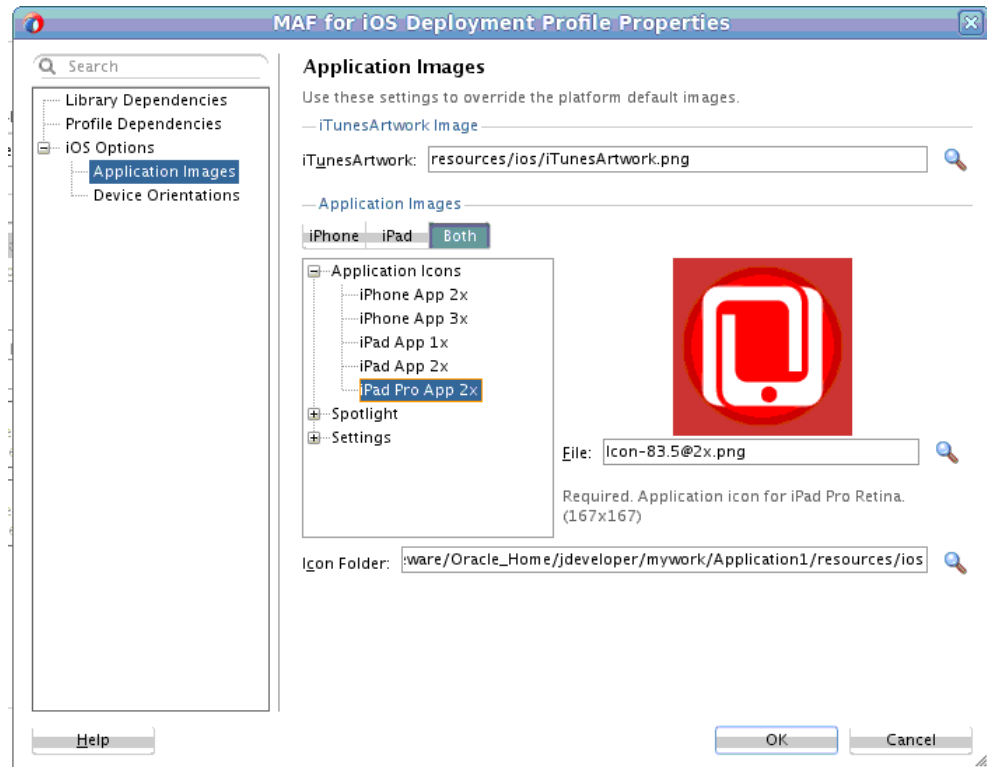 MAF for iOS Deployment Profile Properties
Search
Library Dependencies
Profile Dependencies
iOS Options
Application Images
Device Orientations
Application Images
Use these settings to override the platform default images.
iTunesArtwork Image
iTunesArtwork: resources/ios/iTunesArtwork.png
Application Images
iPhone iPad Both
Application Icons
iPhone App 2x
iPhone App 3x
iPad App 1x
iPad App 2x
iPad Pro App 2x
Spotlight
Settings
File: Icon-83.5@2x.png
Required. Application icon for iPad Pro Retina.
(167x167)
Icon Folder: ware/Oracle_Home/jdeveloper/mywork/Application1/resources/ios
Help OK Cancel